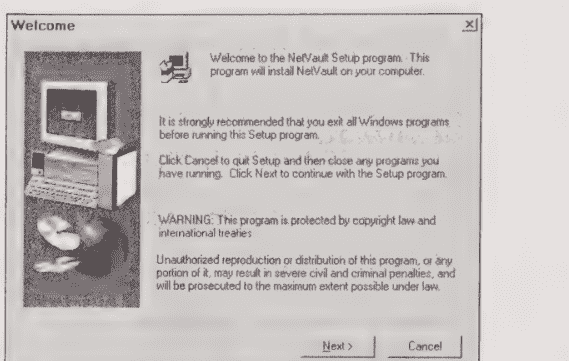 Welcome
Welcome to the NetVault Setup program. This
program will install NetVault on your computer.
It is strongly recommended that you exit all Windows programs
before running this Setup program.
Click Cancel to quit Setup and then close any programs you
have running. Click Next to continue with the Setup program.
WARNING: This program is protected by copyright law and
international treaties
Unauthorized reproduction or distribution of this program, or any
portion of it, may result in severe civil and criminal penalties, and
will be prosecuted to the maximum extent possible under law.
Next > Cancel